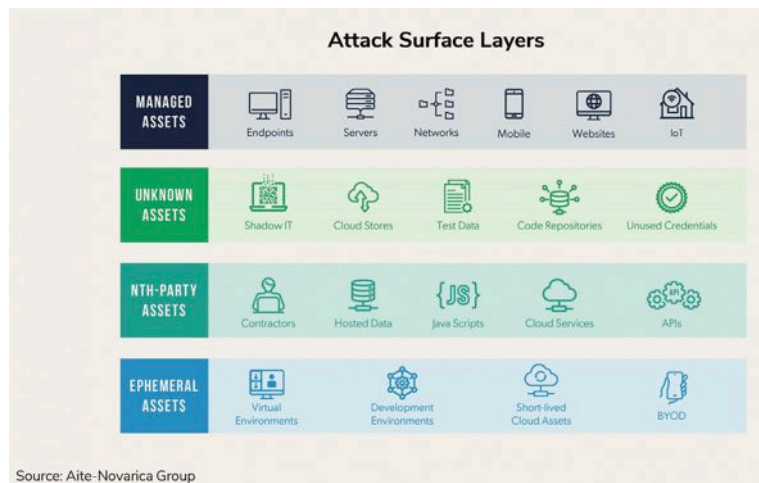 Attack Surface Layers
MANAGED
ASSETS
Endpoints
Servers
Networks
Mobile
Websites
IoT
UNKNOWN
ASSETS
Shadow IT
Cloud Stores
Test Data
Code Repositories
Unused Credentials
NTH-PARTY
ASSETS
Contractors
Hosted Data
{JS}
Java Scripts
Cloud Services
API
APIs
EPHEMERAL
ASSETS
Virtual
Environments
Development
Environments
Short-lived
Cloud Assets
BYOD
Source: Aite-Novarica Group